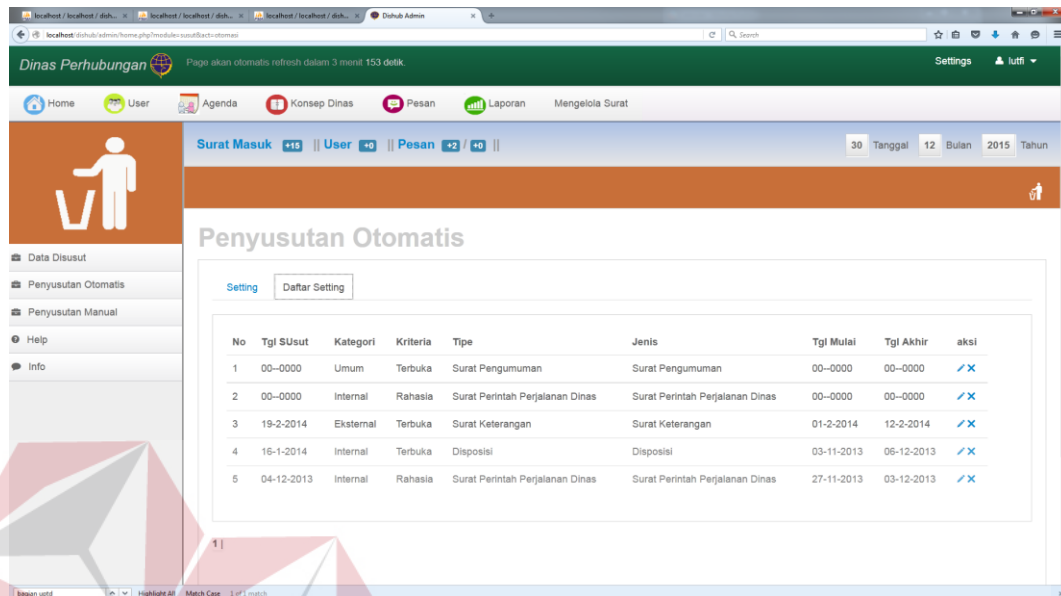 localhost / localhost / dish... × localhost / localhost / dish... × localhost / localhost / dish... × Dishub Admin × +
localhost/dishub/admin/home.php?module=susut&act=otomasi Search
Dinas Perhubungan Page akan otomatis refresh dalam 3 menit 153 detik. Settings lutfi
Home User Agenda Konsep Dinas Pesan Laporan Mengelola Surat
Surat Masuk +15 || User +0 || Pesan +2 / +0 || 30 Tanggal 12 Bulan 2015 Tahun
Penyusutan Otomatis
Data Disusut
Penyusutan Otomatis
Penyusutan Manual
Help
Info
Setting Daftar Setting
No Tgl SUsut Kategori Kriteria Tipe Jenis Tgl Mulai Tgl Akhir aksi
1 00--0000 Umum Terbuka Surat Pengumuman Surat Pengumuman 00--0000 00--0000
2 00--0000 Internal Rahasia Surat Perintah Perjalanan Dinas Surat Perintah Perjalanan Dinas 00--0000 00--0000
3 19-2-2014 Eksternal Terbuka Surat Keterangan Surat Keterangan 01-2-2014 12-2-2014
4 16-1-2014 Internal Terbuka Disposisi Disposisi 03-11-2013 06-12-2013
5 04-12-2013 Internal Rahasia Surat Perintah Perjalanan Dinas Surat Perintah Perjalanan Dinas 27-11-2013 03-12-2013
1 |
bagian uptd Highlight All Match Case 1 of 1 match